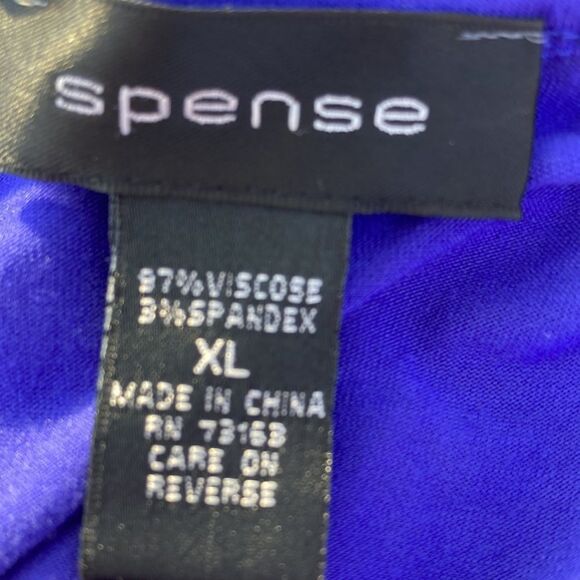 spense
97% VISCOSE
3% SPANDEX
XL
MADE IN CHINA
RN 73163
CARE ON
REVERSE